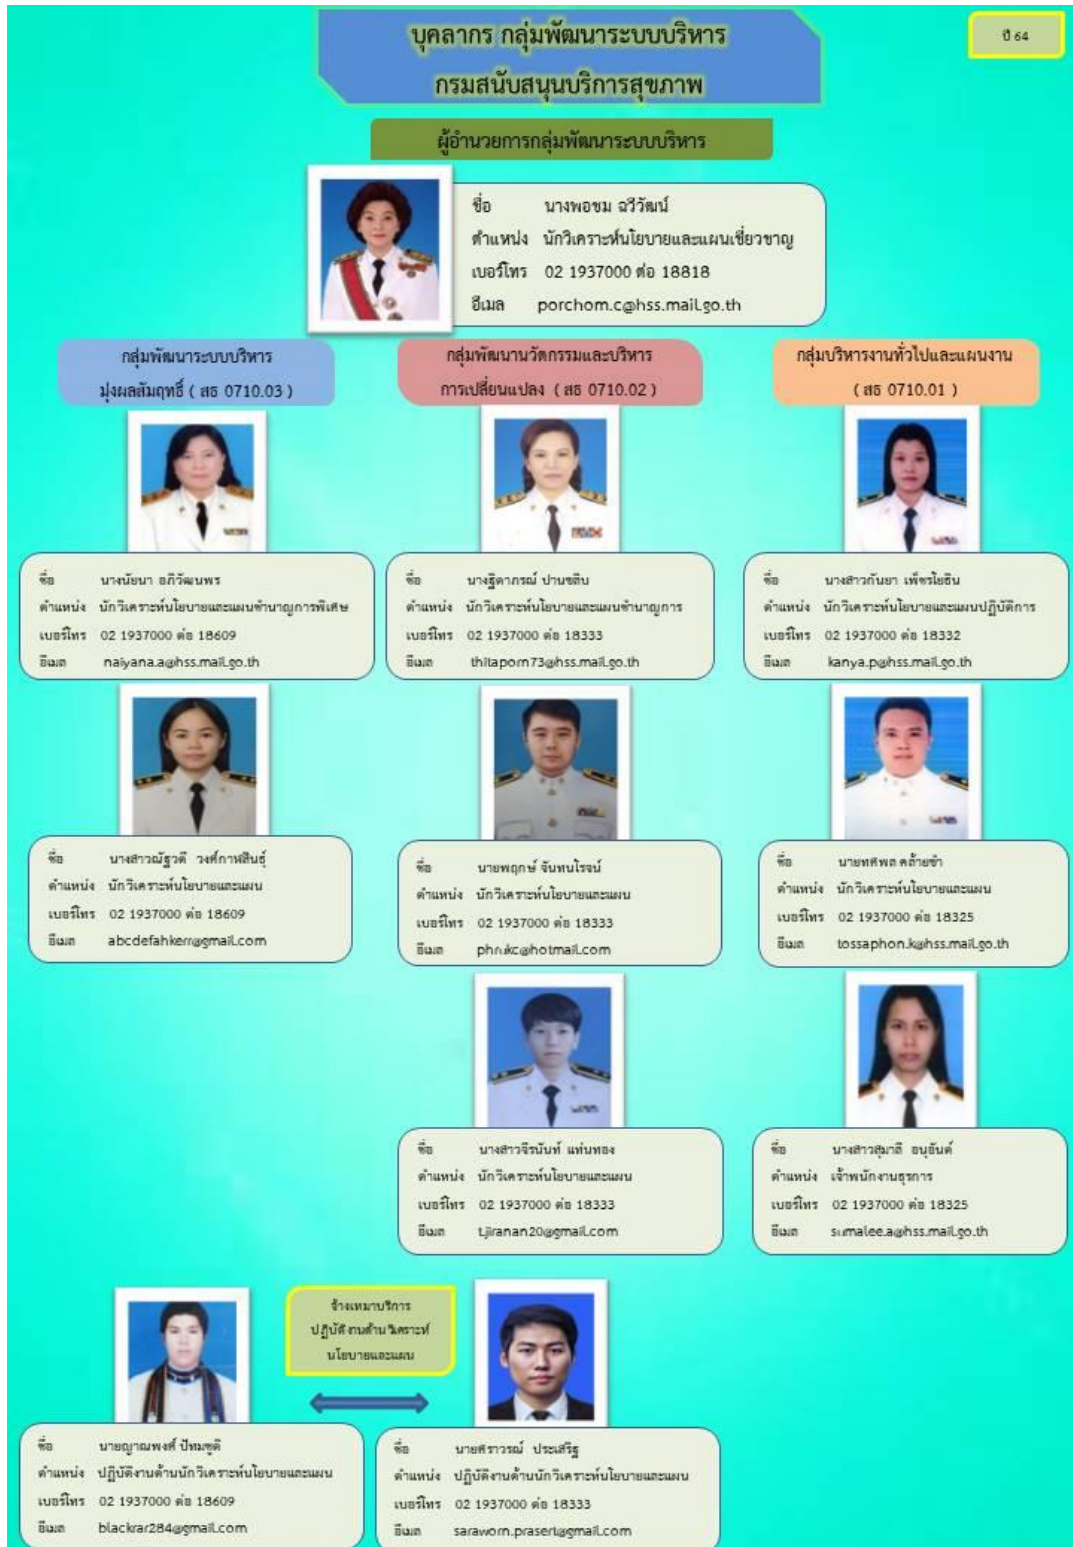 บุคลากร กลุ่มพัฒนาระบบบริหาร
กรมสนับสนุนบริการสุขภาพ
ปี 64
ผู้อำนวยการกลุ่มพัฒนาระบบบริหาร
ชื่อ นางพอชม ฉวีวัฒน์
ตำแหน่ง นักวิเคราะห์นโยบายและแผนเชี่ยวชาญ
เบอร์โทร 02 1937000 ต่อ 18818
อีเมล porchom.c@hss.mail.go.th
กลุ่มพัฒนาระบบบริหาร
มุ่งผลสัมฤทธิ์ ( สธ 0710.03 )
กลุ่มพัฒนานวัตกรรมและบริหาร
การเปลี่ยนแปลง ( สธ 0710.02 )
กลุ่มบริหารงานทั่วไปและแผนงาน
( สธ 0710.01 )
ชื่อ นางนัยนา อภิวัฒนพร
ตำแหน่ง นักวิเคราะห์นโยบายและแผนชำนาญการพิเศษ
เบอร์โทร 02 1937000 ต่อ 18609
อีเมล naiyana.a@hss.mail.go.th
ชื่อ นางฐิดาภรณ์ ปานขลิบ
ตำแหน่ง นักวิเคราะห์นโยบายและแผนชำนาญการ
เบอร์โทร 02 1937000 ต่อ 18333
อีเมล thitaporn73@hss.mail.go.th
ชื่อ นางสาวกันยา เพ็ชรโยธิน
ตำแหน่ง นักวิเคราะห์นโยบายและแผนปฏิบัติการ
เบอร์โทร 02 1937000 ต่อ 18332
อีเมล kanya.p@hss.mail.go.th
ชื่อ นางสาวณัฐวดี วงศ์กาฬสินธุ์
ตำแหน่ง นักวิเคราะห์นโยบายและแผน
เบอร์โทร 02 1937000 ต่อ 18609
อีเมล abcdefahkerr@gmail.com
ชื่อ นายพฤกษ์ จันทนโรจน์
ตำแหน่ง นักวิเคราะห์นโยบายและแผน
เบอร์โทร 02 1937000 ต่อ 18333
อีเมล phrukc@hotmail.com
ชื่อ นายทศพล คล้ายขำ
ตำแหน่ง นักวิเคราะห์นโยบายและแผน
เบอร์โทร 02 1937000 ต่อ 18325
อีเมล tossaphon.k@hss.mail.go.th
ชื่อ นางสาวจิรนันท์ แท่นทอง
ตำแหน่ง นักวิเคราะห์นโยบายและแผน
เบอร์โทร 02 1937000 ต่อ 18333
อีเมล t.jiranan20@gmail.com
ชื่อ นางสาวสุมาลี อนุอันต์
ตำแหน่ง เจ้าพนักงานธุรการ
เบอร์โทร 02 1937000 ต่อ 18325
อีเมล sumalee.a@hss.mail.go.th
จ้างเหมาบริการ
ปฏิบัติงานด้านวิเคราะห์
นโยบายและแผน
ชื่อ นายญาณพงศ์ ปัทมชุติ
ตำแหน่ง ปฏิบัติงานด้านนักวิเคราะห์นโยบายและแผน
เบอร์โทร 02 1937000 ต่อ 18609
อีเมล blackrar284@gmail.com
ชื่อ นายศราวรณ์ ประเสริฐ
ตำแหน่ง ปฏิบัติงานด้านนักวิเคราะห์นโยบายและแผน
เบอร์โทร 02 1937000 ต่อ 18333
อีเมล saraworn.prasert@gmail.com